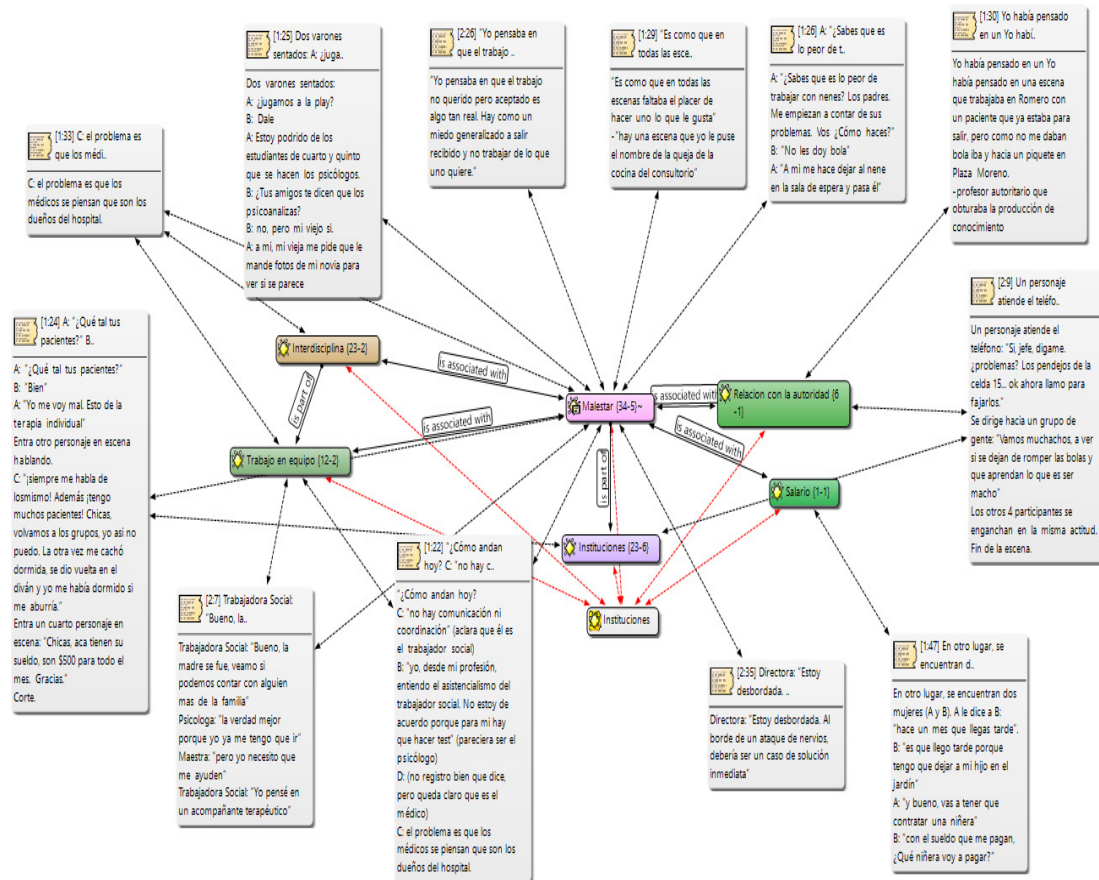 [1:25] Dos varones
sentados: A: ¿juga..
Dos varones sentados:
A: ¿jugamos a la play?
B: Dale
A: Estoy podrido de los
estudiantes de cuarto y quinto
que se hacen los psicólogos.
B: ¿Tus amigos te dicen que los
psicoanalizas?
B: no, pero mi viejo si.
A: a mi, mi vieja me pide que le
mande fotos de mi novia para
ver si se parece
[2:26] "Yo pensaba en
que el trabajo ..
"Yo pensaba en que el trabajo
no querido pero aceptado es
algo tan real. Hay como un
miedo generalizado a salir
recibido y no trabajar de lo que
uno quiere."
[1:29] "Es como que en
todas las esce..
"Es como que en todas las
escenas faltaba el placer de
hacer uno lo que le gusta"
-"hay una escena que yo le puse
el nombre de la queja de la
cocina del consultorio"
[1:26] A: "¿Sabes que es
lo peor de t..
A: "¿Sabes que es lo peor de
trabajar con nenes? Los padres.
Me empiezan a contar de sus
problemas. Vos ¿Cómo haces?"
B: "No les doy bola"
A: "A mi me hace dejar al nene
en la sala de espera y pasa él"
[1:30] Yo había pensado
en un Yo habí..
Yo había pensado en un Yo
había pensado en una escena
que trabajaba en Romero con
un paciente que ya estaba para
salir, pero como no me daban
bola iba y hacia un piquete en
Plaza Moreno.
-profesor autoritario que
obturaba la producción de
conocimiento
[1:33] C: el problema es
que los médi..
C: el problema es que los
médicos se piensan que son los
dueños del hospital.
[1:24] A: "¿Qué tal tus
pacientes?" B..
A: "¿Qué tal tus pacientes?"
B: "Bien"
A: "Yo me voy mal. Esto de la
terapia individual"
Entra otro personaje en escena
hablando.
C: "¡siempre me habla de
losmismo! Además ¡tengo
muchos pacientes! Chicas,
volvamos a los grupos, yo asi no
puedo. La otra vez me cachó
dormida, se dio vuelta en el
diván y yo me había dormido si
me aburría."
Entra un cuarto personaje en
escena: "Chicas, aca tienen su
sueldo, son $500 para todo el
mes. Gracias."
Corte.
Interdisciplina {23-2}
is associated with
is part of
Trabajo en equipo {12-2}
is associated with
Malestar {34-5}~
is associated with
Relacion con la autoridad {6
-1}
is associated with
Salario {1-1}
is part of
Instituciones {23-6}
Instituciones
[2:9] Un personaje
atiende el teléfo..
Un personaje atiende el
teléfono: "Si, jefe, digame.
¿problemas? Los pendejos de la
celda 15... ok ahora llamo para
fajarlos."
Se dirige hacia un grupo de
gente: "Vamos muchachos, a ver
si se dejan de romper las bolas y
que aprendan lo que es ser
macho"
Los otros 4 participantes se
enganchan en la misma actitud.
Fin de la escena.
[2:7] Trabajadora Social:
"Bueno, la..
Trabajadora Social: "Bueno, la
madre se fue, veamo si
podemos contar con alguien
mas de la familia"
Psicologa: "la verdad mejor
porque yo ya me tengo que ir"
Maestra: "pero yo necesito que
me ayuden"
Trabajadora Social: "Yo pensé en
un acompañante terapéutico"
[1:22] "¿Cómo andan
hoy? C: "no hay c..
"¿Cómo andan hoy?
C: "no hay comunicación ni
coordinación" (aclara que él es
el trabajador social)
B: "yo, desde mi profesión,
entiendo el asistencialismo del
trabajador social. No estoy de
acuerdo porque para mi hay
que hacer test" (pareciera ser el
psicólogo)
D: (no registro bien que dice,
pero queda claro que es el
médico)
C: el problema es que los
médicos se piensan que son los
dueños del hospital.
[2:35] Directora: "Estoy
desbordada. ..
Directora: "Estoy desbordada. Al
borde de un ataque de nervios,
debería ser un caso de solución
inmediata"
[1:47] En otro lugar, se
encuentran d..
En otro lugar, se encuentran dos
mujeres (A y B). A le dice a B:
"hace un mes que llegas tarde".
B: "es que llego tarde porque
tengo que dejar a mi hijo en el
jardín"
A: "y bueno, vas a tener que
contratar una niñera"
B: "con el sueldo que me pagan,
¿Qué niñera voy a pagar?"